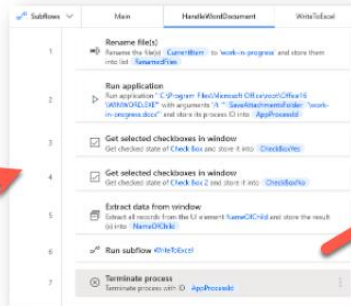 Subflows Main HandleWordDocument WriteToExcel
1 Rename file(s)
Rename the file(s) CurrentItem to 'work-in-progress' and store them
into list RenamedFiles
2 Run application
Run application 'C:\Program Files\Microsoft Office\root\Office16
\WINWORD.EXE' with arguments SaveAttachmentsFolder '\work-
in-progress.docx' and store its process ID into AppProcessId
3 Get selected checkboxes in window
Get checked state of Check Box and store it into CheckBoxYes
4 Get selected checkboxes in window
Get checked state of Check Box 2 and store it into CheckBoxNo
5 Extract data from window
Extract all records from the UI element NameOfChild and store the result
(s) into NameOfChild
6 Run subflow WriteToExcel
7 Terminate process
Terminate process with ID AppProcessId